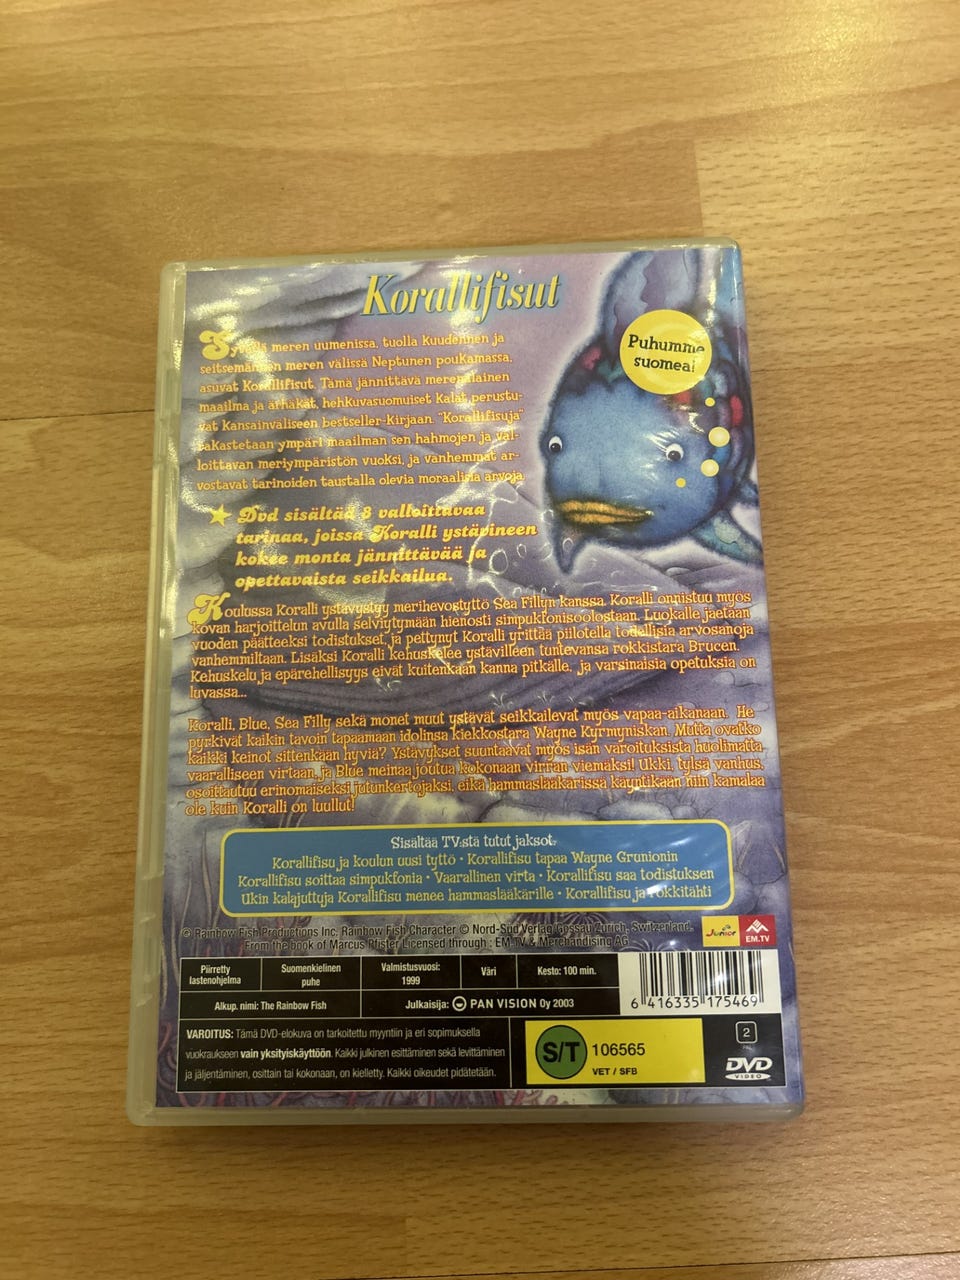 Korallifisut
Puhumme
suomea!
Syvällä meren uumenissa, tuolla Kuudennen ja
seitsemännen meren välissä Neptunen poukamassa,
asuvat Korallifisut. Tämä jännittävä merenalainen
maailma ja ärhäkät, hehkuvasuomuiset Kalat perustu-
vat Kansainväliseen bestseller-Kirjaan. "Korallifisuja"
rakastetaan ympäri maailman sen hahmojen ja val-
loittavan meriympäristön vuoksi, ja vanhemmat ar-
vostavat tarinoiden taustalla olevia moraalisia arvoja.
Dvd sisältää 8 valloittavaa
tarinaa, joissa Koralli ystävineen
kokee monta jännittävää ja
opettavaista seikkailua.
Koulussa Koralli ystävystyy merihevostyttö Sea Fillyn kanssa. Koralli onnistuu myös
kovan harjoittelun avulla selviytymään hienosti simpukfonisoolostaan. Luokalle jaetaan
vuoden päätteeksi todistukset, ja pettynyt Koralli yrittää piilotella todellisia arvosanoja
vanhemmiltaan. Lisäksi Koralli kehuskelee ystävilleen tuntevansa rokkistara Brucen.
Kehuskelu ja epärehellisyys eivät kuitenkaan kanna pitkälle, ja varsinaisia opetuksia on
luvassa...
Koralli, Blue, Sea Filly sekä monet muut ystävät seikkailevat myös vapaa-aikanaan. He
pyrkivät kaikin tavoin tapaamaan idolinsa kiekkostara Wayne Kyrmyniskan. Mutta ovatko
kaikki keinot sittenkään hyviä? Ystävykset suuntaavat myös isän varoituksista huolimatta
vaaralliseen virtaan, ja Blue meinaa joutua kokonaan virran viemäksi! Ukki, tylsä vanhus,
osoittautuu erinomaiseksi jutunkertojaksi, eikä hammaslääkärissä käyntikään niin kamalaa
ole kuin Koralli on luullut!
Sisältää TV:stä tutut jaksot:
Korallifisu ja koulun uusi tyttö • Korallifisu tapaa Wayne Grunionin
Korallifisu soittaa simpukfonia • Vaarallinen virta • Korallifisu saa todistuksen
Ukin kalajuttuja Korallifisu menee hammaslääkärille • Korallifisu ja rokkitähti
© Rainbow Fish Productions Inc. Rainbow Fish Character © Nord-Süd Verlag Gossau Zurich, Switzerland.
From the book of Marcus Pfister Licensed through : EM.TV & Merchandising AG
Junior
EM.TV
Piirretty
lastenohjelma
Suomenkielinen
puhe
Valmistusvuosi:
1999
Väri
Kesto: 100 min.
Alkup. nimi: The Rainbow Fish
Julkaisija: PAN VISION Oy 2003
6 416335 175469
VAROITUS: Tämä DVD-elokuva on tarkoitettu myyntiin ja eri sopimuksella
vuokraukseen vain yksityiskäyttöön. Kaikki julkinen esittäminen sekä levittäminen
ja jäljentäminen, osittain tai kokonaan, on kielletty. Kaikki oikeudet pidätetään.
S/T 106565
VET / SFB
2
DVD
VIDEO